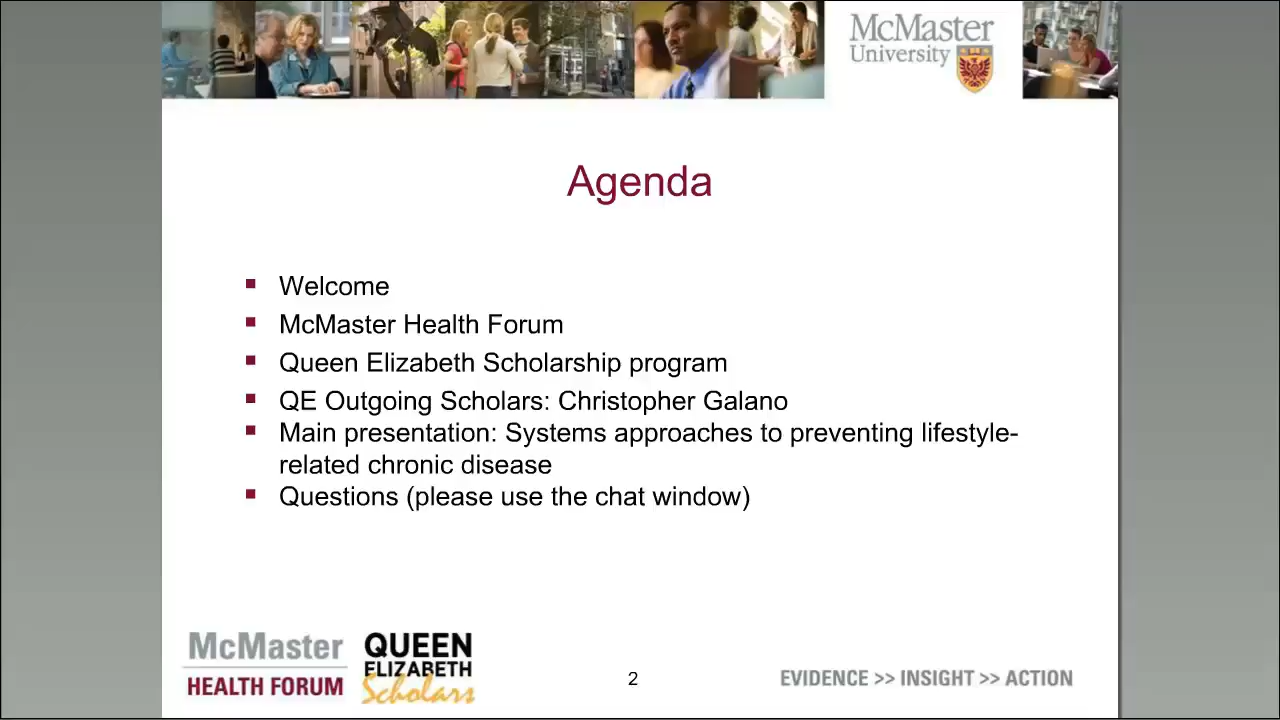 McMaster
University
Agenda
▪ Welcome
▪ McMaster Health Forum
▪ Queen Elizabeth Scholarship program
▪ QE Outgoing Scholars: Christopher Galano
▪ Main presentation: Systems approaches to preventing lifestyle-
related chronic disease
▪ Questions (please use the chat window)
McMaster
HEALTH FORUM
QUEEN
ELIZABETH
Scholars
2
EVIDENCE >> INSIGHT >> ACTION